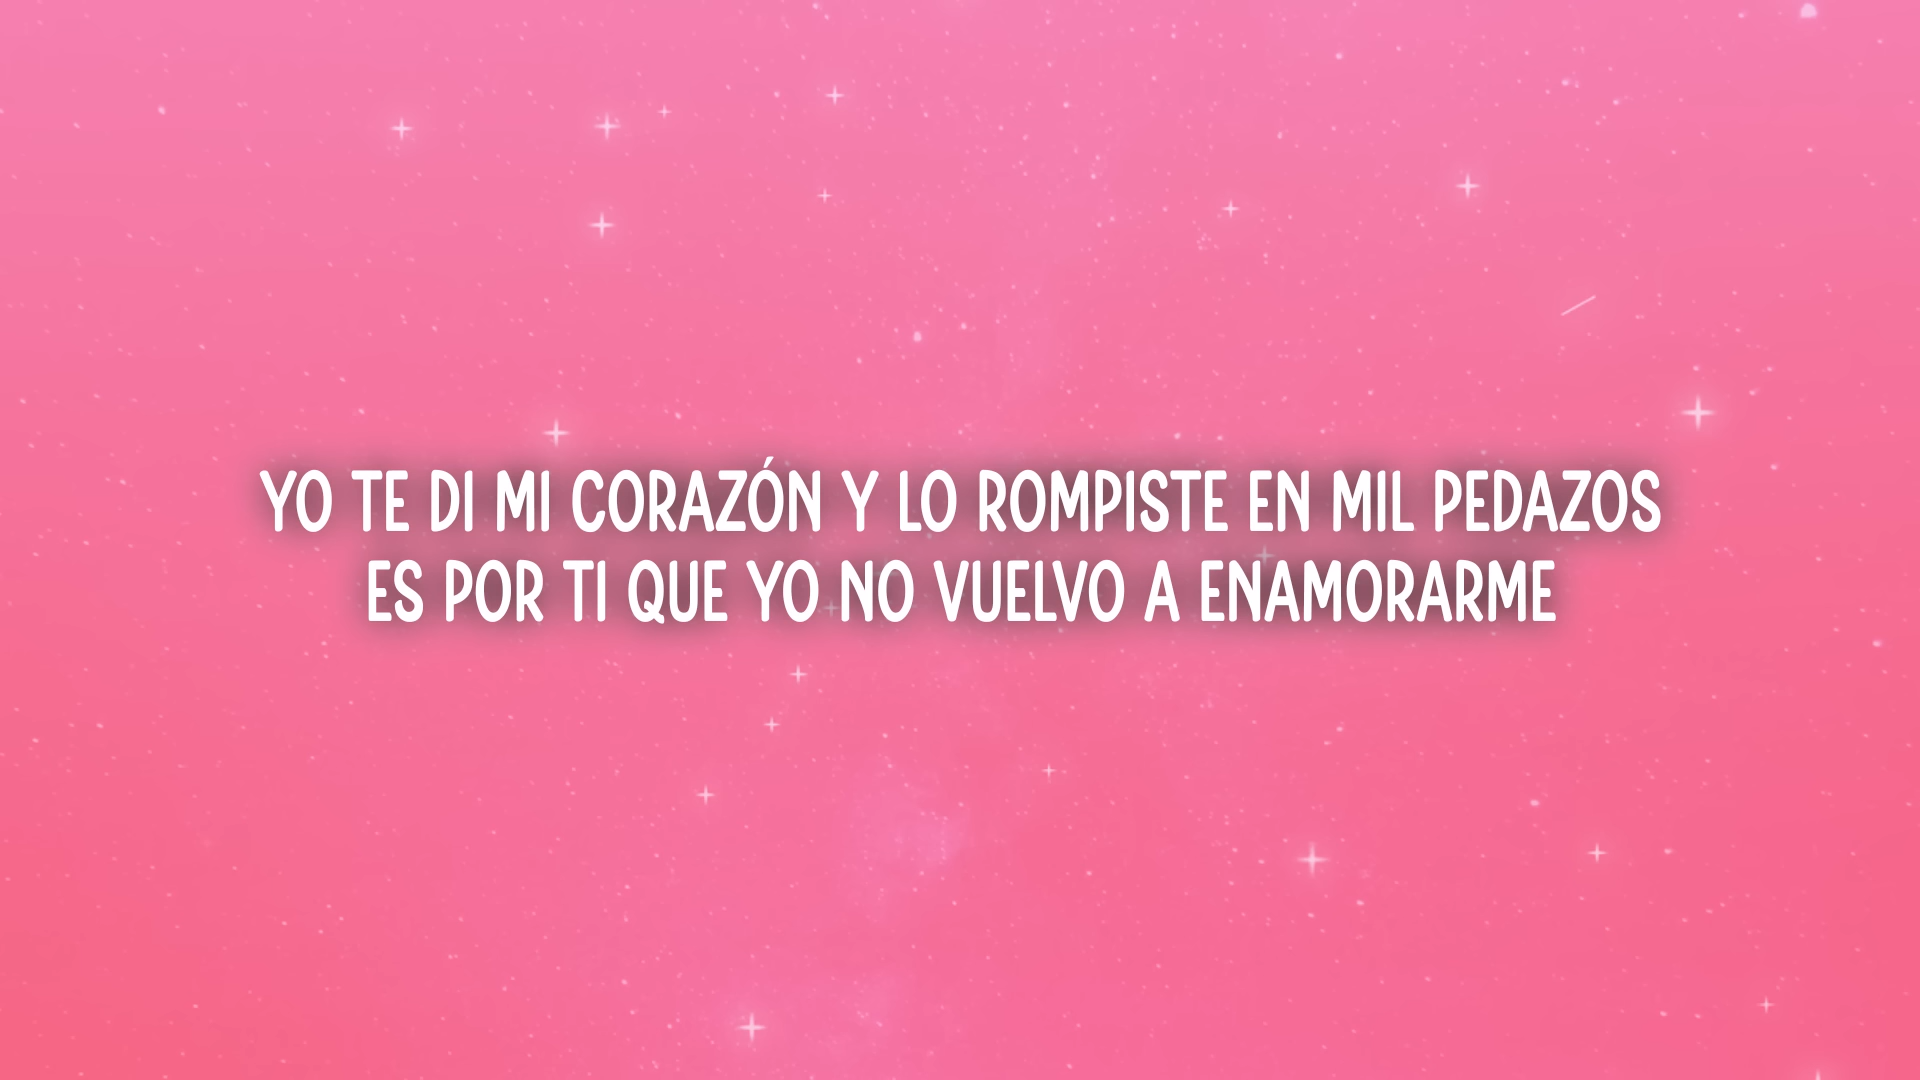 YO TE DI MI CORAZÓN Y LO ROMPISTE EN MIL PEDAZOS
ES POR TI QUE YO NO VUELVO A ENAMORARME